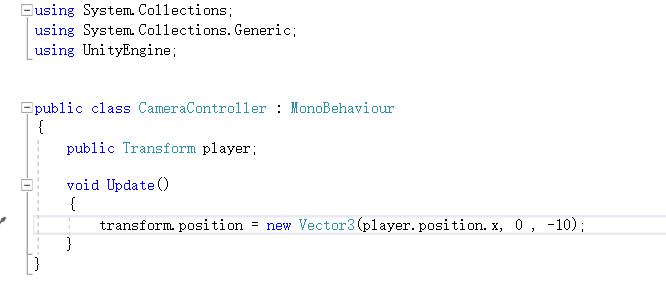 using System.Collections;
using System.Collections.Generic;
using UnityEngine;
public class CameraController : MonoBehaviour
{
public Transform player;
void Update()
{
transform.position = new Vector3(player.position.x, 0 , -10);
}
}